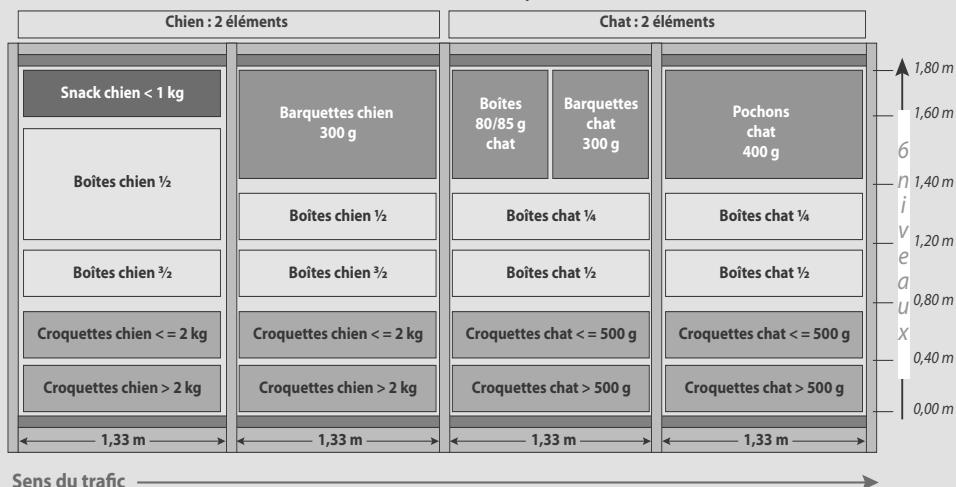 Chien : 2 éléments
Chat : 2 éléments
Snack chien < 1 kg
Boîtes chien ½
Boîtes chien ³⁄₂
Croquettes chien < = 2 kg
Croquettes chien > 2 kg
Barquettes chien
300 g
Boîtes chien ½
Boîtes chien ³⁄₂
Croquettes chien < = 2 kg
Croquettes chien > 2 kg
Boîtes
80/85 g
chat
Barquettes
chat
300 g
Boîtes chat ¼
Boîtes chat ½
Croquettes chat < = 500 g
Croquettes chat > 500 g
Pochons
chat
400 g
Boîtes chat ¼
Boîtes chat ½
Croquettes chat < = 500 g
Croquettes chat > 500 g
6 niveaux
1,80 m
1,60 m
1,40 m
1,20 m
0,80 m
0,40 m
0,00 m
1,33 m
1,33 m
1,33 m
1,33 m
Sens du trafic